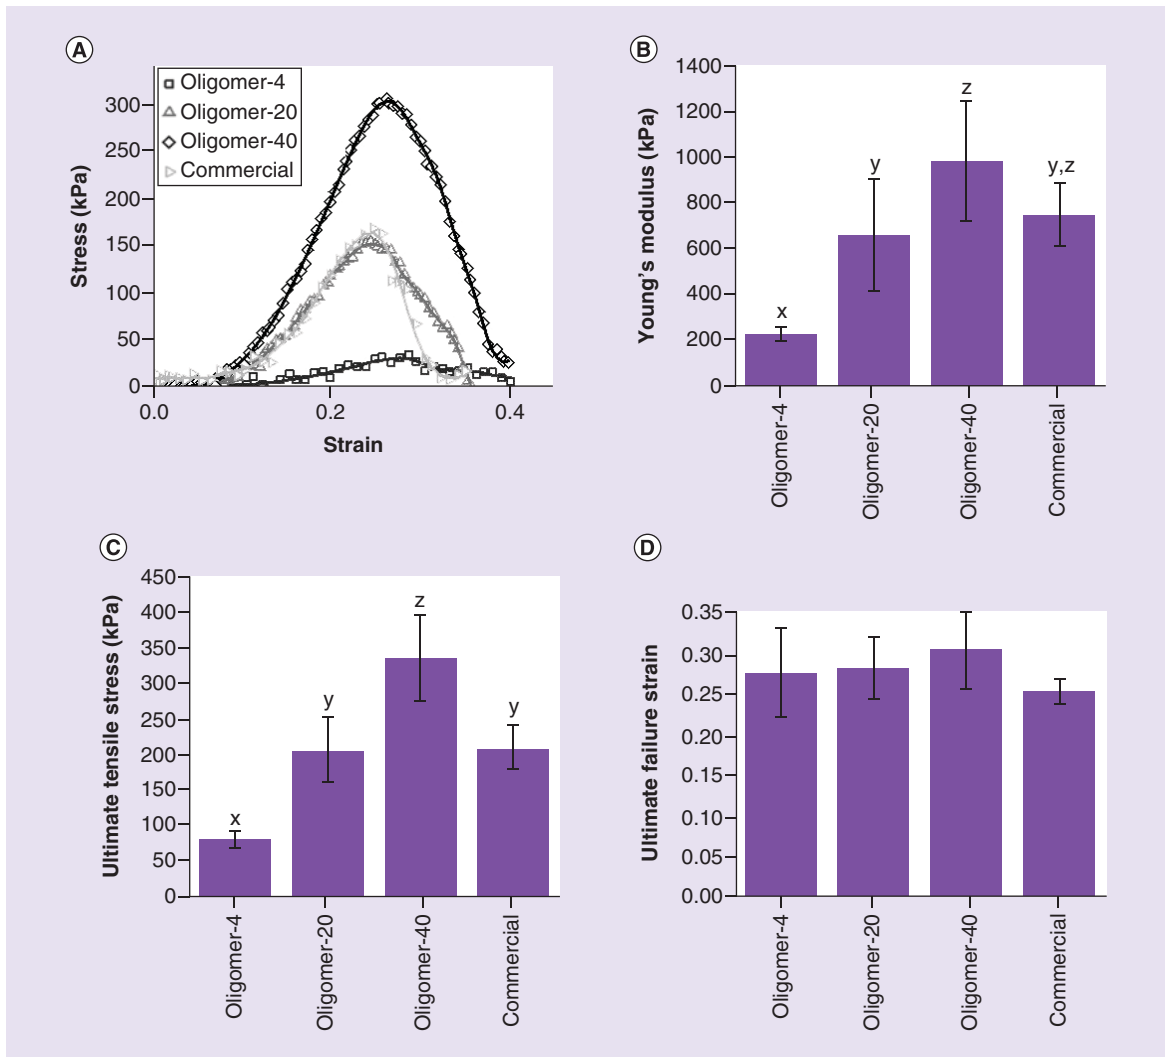 A
Oligomer-4
Oligomer-20
Oligomer-40
Commercial
Stress (kPa)
300
250
200
150
100
50
0
0.0
0.2
0.4
Strain
B
Young's modulus (kPa)
1400
1200
1000
800
600
400
200
0
x
y
z
y,z
Oligomer-4
Oligomer-20
Oligomer-40
Commercial
C
Ultimate tensile stress (kPa)
450
400
350
300
250
200
150
100
50
0
x
y
z
y
Oligomer-4
Oligomer-20
Oligomer-40
Commercial
D
Ultimate failure strain
0.35
0.30
0.25
0.20
0.15
0.10
0.05
0.00
Oligomer-4
Oligomer-20
Oligomer-40
Commercial